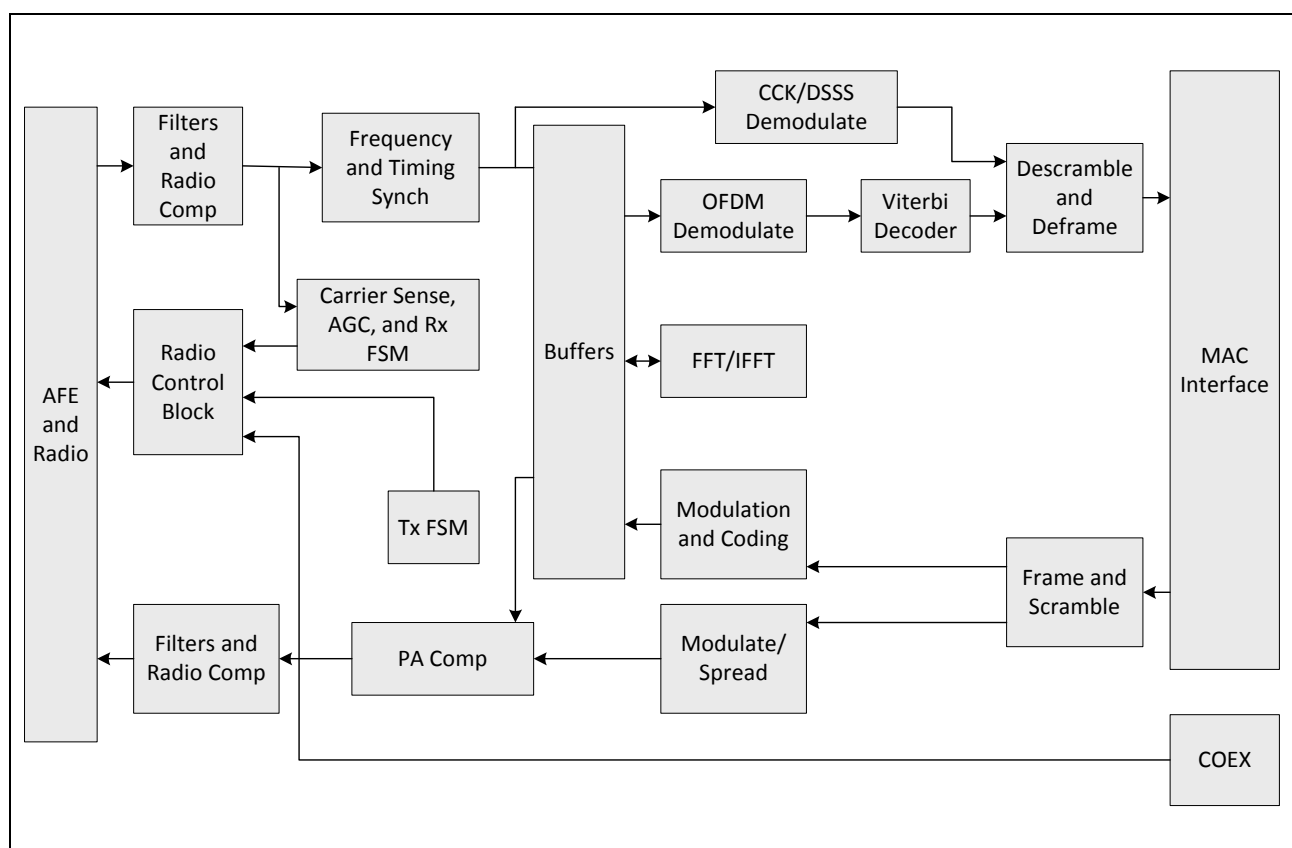 CCK/DSSS
Demodulate
Filters
and
Radio
Comp
Frequency
and Timing
Synch
Descramble
and
Deframe
OFDM
Demodulate
Viterbi
Decoder
Carrier Sense,
AGC, and Rx
FSM
Radio
Control
Block
Buffers
FFT/IFFT
MAC
Interface
AFE
and
Radio
Tx FSM
Modulation
and Coding
Frame and
Scramble
Filters and
Radio Comp
PA Comp
Modulate/
Spread
COEX